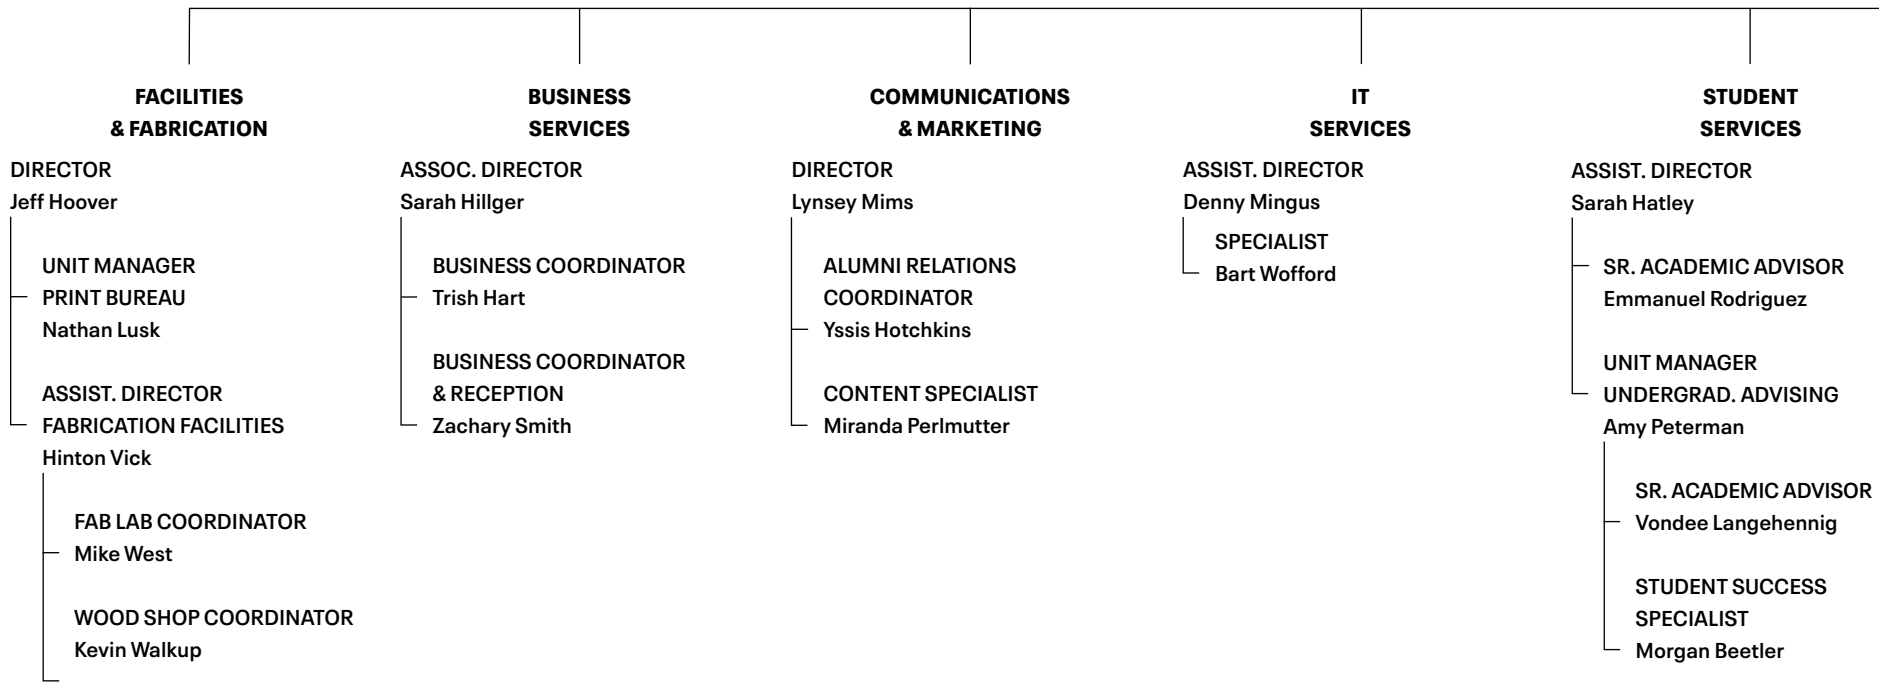 FACILITIES
& FABRICATION
DIRECTOR
Jeff Hoover
UNIT MANAGER
PRINT BUREAU
Nathan Lusk
ASSIST. DIRECTOR
FABRICATION FACILITIES
Hinton Vick
FAB LAB COORDINATOR
Mike West
WOOD SHOP COORDINATOR
Kevin Walkup
BUSINESS
SERVICES
ASSOC. DIRECTOR
Sarah Hillger
BUSINESS COORDINATOR
Trish Hart
BUSINESS COORDINATOR
& RECEPTION
Zachary Smith
COMMUNICATIONS
& MARKETING
DIRECTOR
Lynsey Mims
ALUMNI RELATIONS
COORDINATOR
Yssis Hotchkins
CONTENT SPECIALIST
Miranda Perlmutter
IT
SERVICES
ASSIST. DIRECTOR
Denny Mingus
SPECIALIST
Bart Wofford
STUDENT
SERVICES
ASSIST. DIRECTOR
Sarah Hatley
SR. ACADEMIC ADVISOR
Emmanuel Rodriguez
UNIT MANAGER
UNDERGRAD. ADVISING
Amy Peterman
SR. ACADEMIC ADVISOR
Vondee Langehennig
STUDENT SUCCESS
SPECIALIST
Morgan Beetler